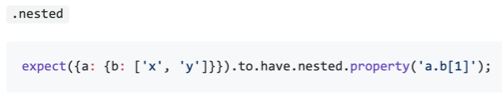 .nested
expect({a: {b: ['x', 'y']}}).to.have.nested.property('a.b[1]');